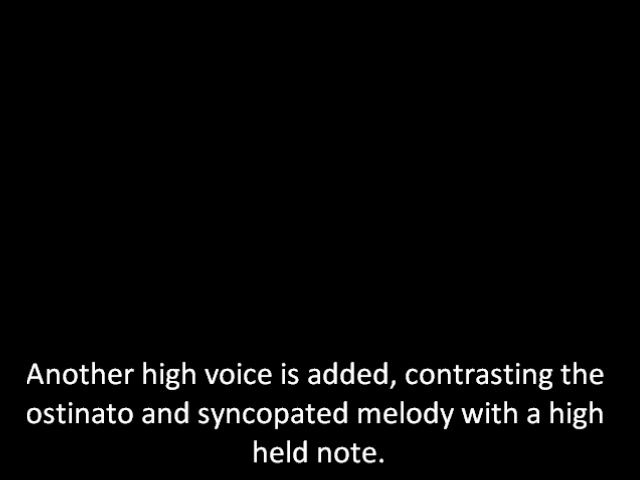 Another high voice is added, contrasting the
ostinato and syncopated melody with a high
held note.